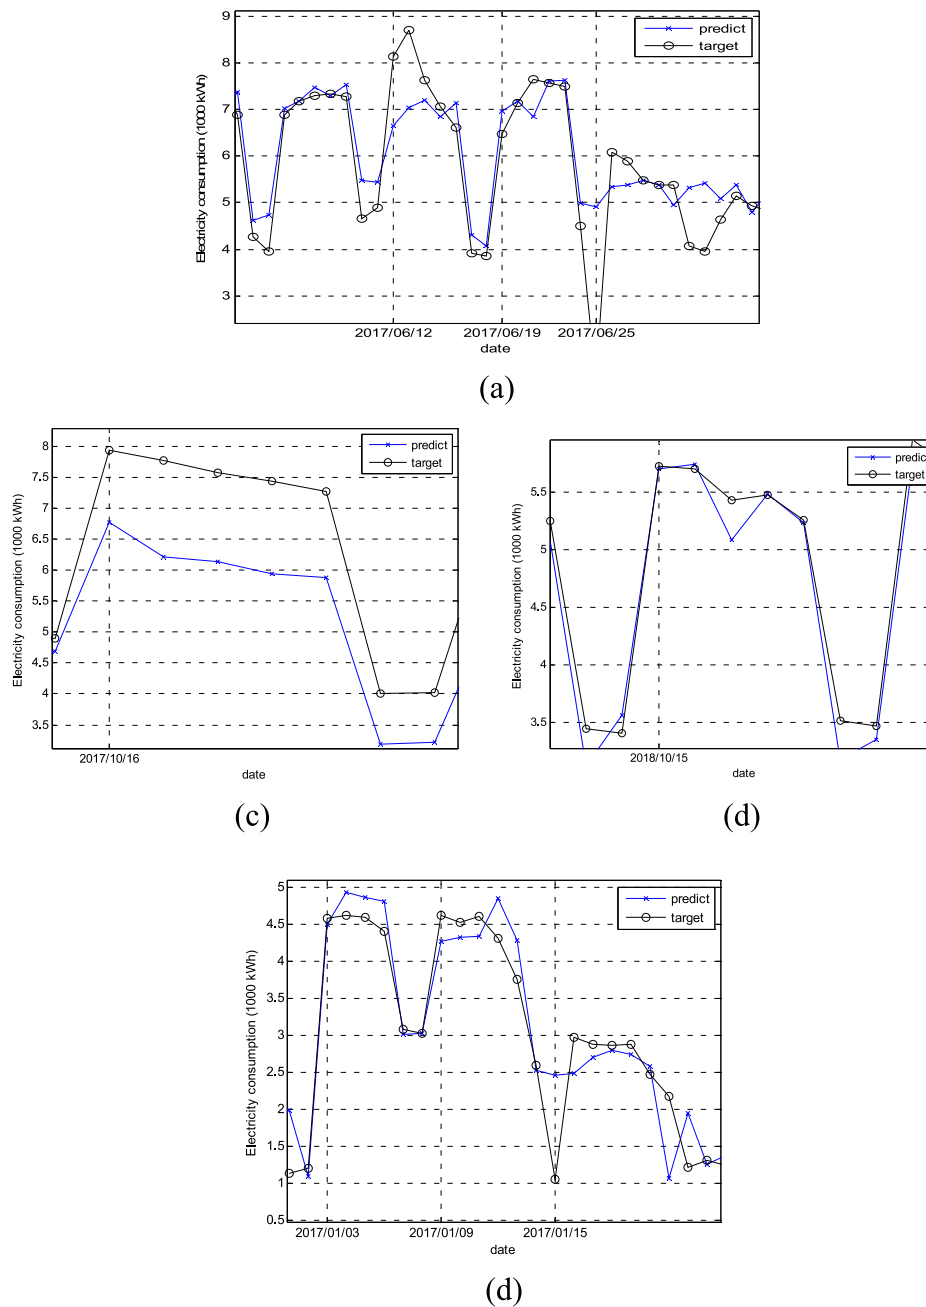 9
8
7
6
5
4
3
Electricity consumption (1000 kWh)
predict
target
2017/06/12
2017/06/19
2017/06/25
date
(a)
8
7.5
7
6.5
6
5.5
5
4.5
4
3.5
Electricity consumption (1000 kWh)
predict
target
2017/10/16
date
(c)
5.5
5
4.5
4
3.5
Electricity consumption (1000 kWh)
predic
target
2018/10/15
date
(d)
5
4.5
4
3.5
3
2.5
2
1.5
1
0.5
Electricity consumption (1000 kWh)
predict
target
2017/01/03
2017/01/09
2017/01/15
date
(d)